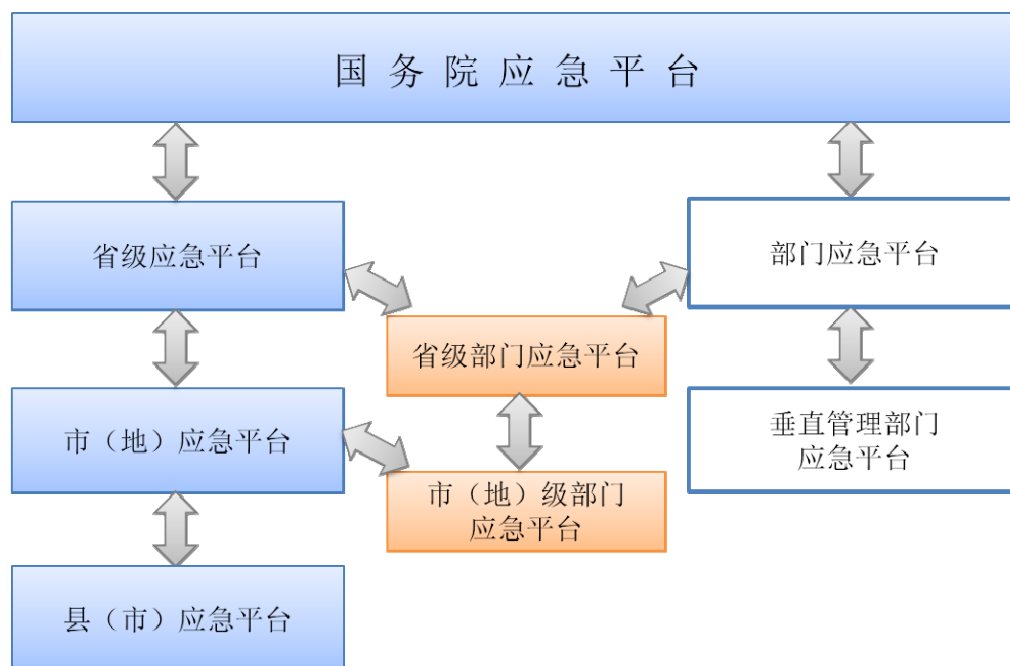 国务院应急平台
省级应急平台
部门应急平台
省级部门应急平台
市（地）应急平台
垂直管理部门
应急平台
市（地）级部门
应急平台
县（市）应急平台